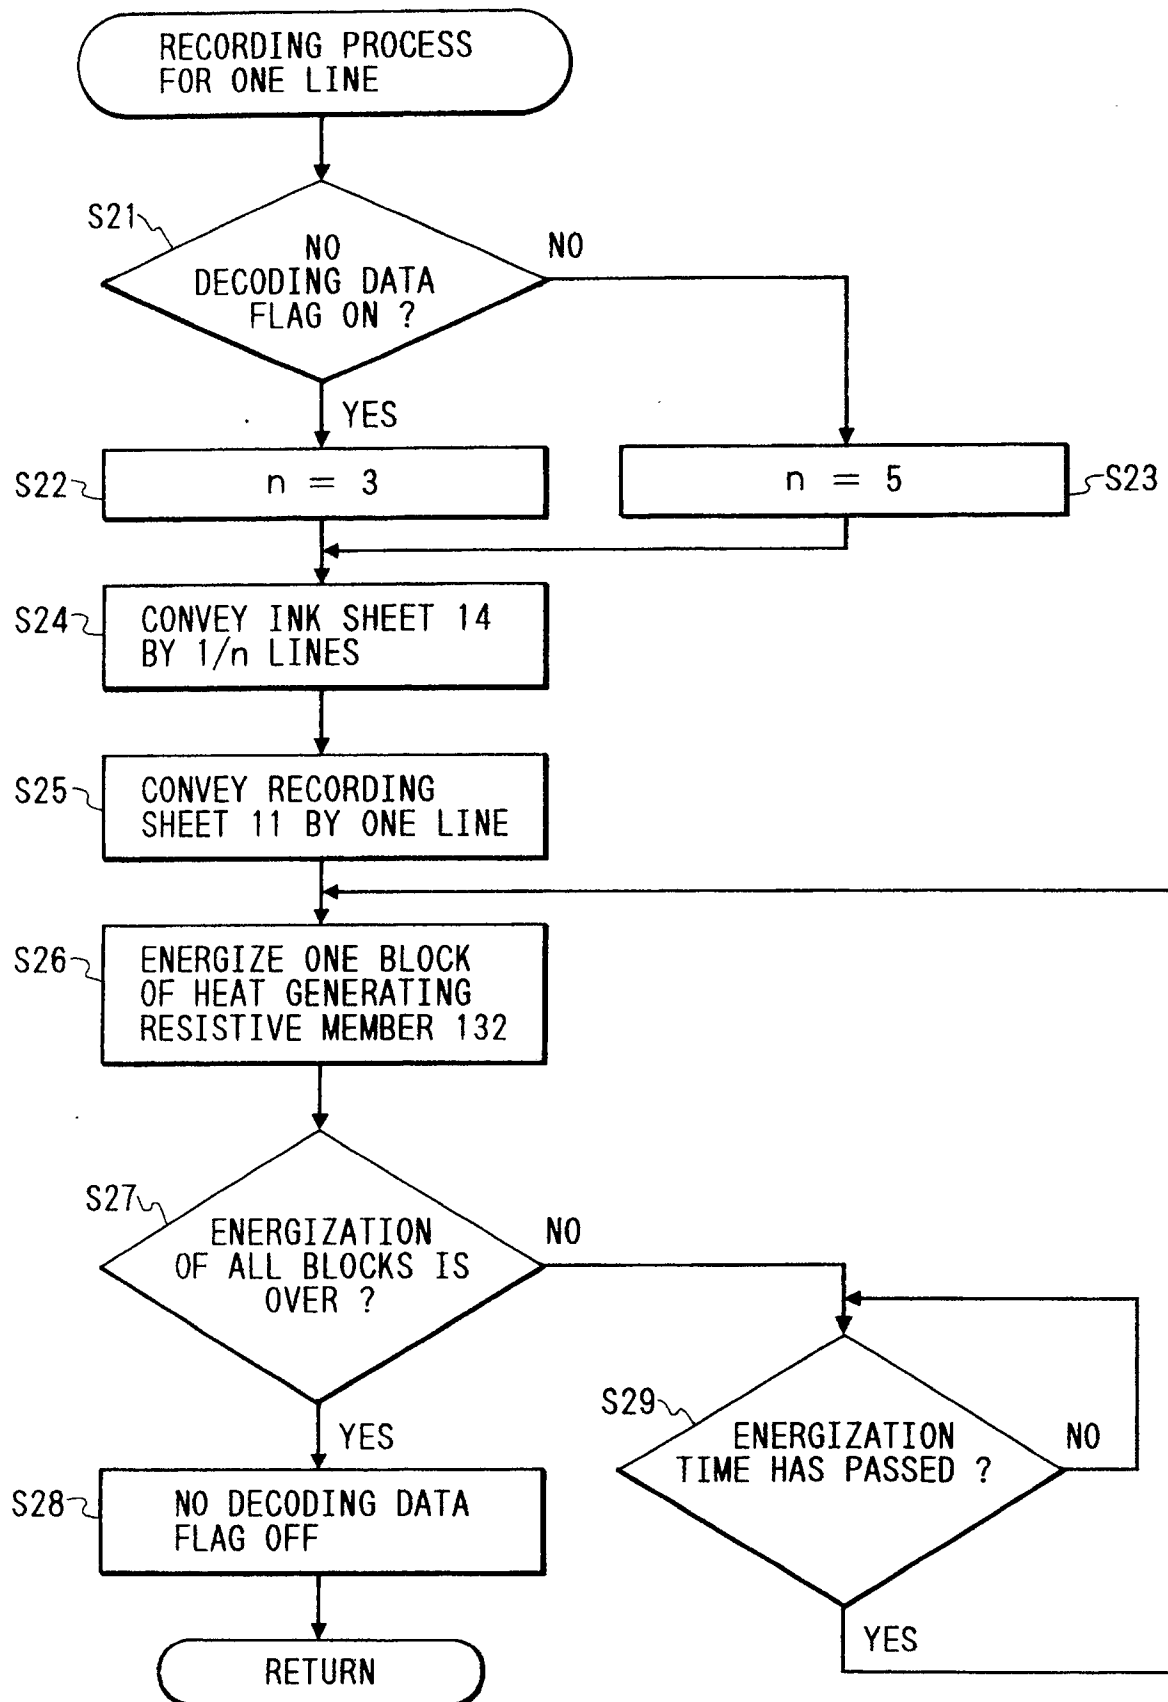 RECORDING PROCESS
FOR ONE LINE
S21
NO
DECODING DATA
FLAG ON ?
NO
YES
S22
n = 3
n = 5
S23
S24
CONVEY INK SHEET 14
BY 1/n LINES
S25
CONVEY RECORDING
SHEET 11 BY ONE LINE
S26
ENERGIZE ONE BLOCK
OF HEAT GENERATING
RESISTIVE MEMBER 132
S27
ENERGIZATION
OF ALL BLOCKS IS
OVER ?
NO
YES
S29
ENERGIZATION
TIME HAS PASSED ?
NO
YES
S28
NO DECODING DATA
FLAG OFF
RETURN